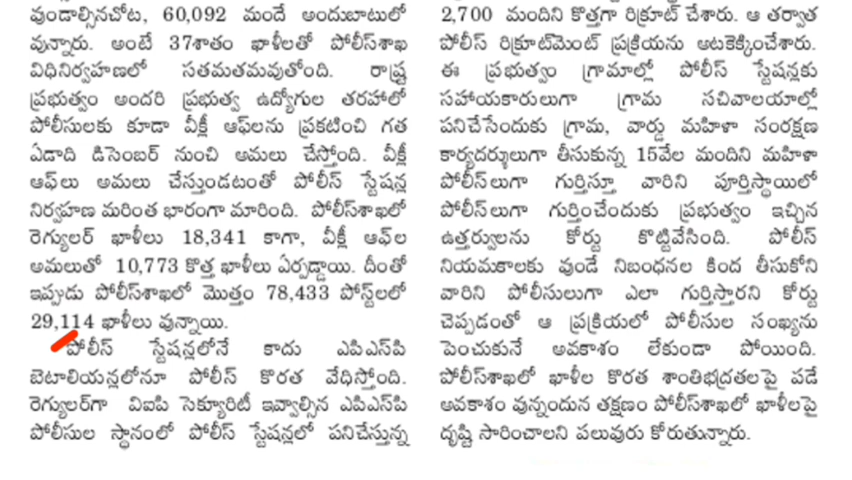 వుండాల్సినచోట, 60,092 మందే అందుబాటులో
వున్నారు. అంటే 37శాతం ఖాళీలతో పోలీస్‌శాఖ
విధినిర్వహణలో సతమతమవుతోంది. రాష్ట్ర
ప్రభుత్వం అందరి ప్రభుత్వ ఉద్యోగుల తరహాలో
పోలీసులకు కూడా వీక్లీ ఆఫ్‌లను ప్రకటించి గత
ఏడాది డిసెంబర్ నుంచి అమలు చేస్తోంది. వీక్లీ
ఆఫ్‌లు అమలు చేస్తుండటంతో పోలీస్ స్టేషన్ల
నిర్వహణ మరింత భారంగా మారింది. పోలీస్‌శాఖలో
రెగ్యులర్ ఖాళీలు 18,341 కాగా, వీక్లీ ఆఫ్‌ల
అమలుతో 10,773 కొత్త ఖాళీలు ఏర్పడ్డాయి. దీంతో
ఇప్పుడు పోలీస్‌శాఖలో మొత్తం 78,433 పోస్ట్‌లలో
29,114 ఖాళీలు వున్నాయి.
పోలీస్ స్టేషన్లలోనే కాదు ఎపిఎస్‌పి
బెటాలియన్లలోనూ పోలీస్ కొరత వేధిస్తోంది.
రెగ్యులర్‌గా విఐపి సెక్యూరిటీ ఇవ్వాల్సిన ఎపిఎస్‌పి
పోలీసుల స్థానంలో పోలీస్ స్టేషన్లలో పనిచేస్తున్న
2,700 మందిని కొత్తగా రిక్రూట్ చేశారు. ఆ తర్వాత
పోలీస్ రిక్రూట్‌మెంట్ ప్రక్రియను అటకెక్కించేశారు.
ఈ ప్రభుత్వం గ్రామాల్లో పోలీస్ స్టేషన్లకు
సహాయకారులుగా గ్రామ సచివాలయాల్లో
పనిచేసేందుకు గ్రామ, వార్డు మహిళా సంరక్షణ
కార్యదర్శులుగా తీసుకున్న 15వేల మందిని మహిళా
పోలీస్‌లుగా గుర్తిస్తూ వారిని పూర్తిస్థాయిలో
పోలీస్‌లుగా గుర్తించేందుకు ప్రభుత్వం ఇచ్చిన
ఉత్తర్వులను కోర్టు కొట్టివేసింది. పోలీస్
నియమకాలకు వుండే నిబంధనల కింద తీసుకోని
వారిని పోలీసులుగా ఎలా గుర్తిస్తారని కోర్టు
చెప్పడంతో ఆ ప్రక్రియలో పోలీసుల సంఖ్యను
పెంచుకునే అవకాశం లేకుండా పోయింది.
పోలీస్‌శాఖలో ఖాళీల కొరత శాంతిభద్రతలపై పడే
అవకాశం వున్నందున తక్షణం పోలీస్‌శాఖలో ఖాళీలపై
దృష్టి సారించాలని పలువురు కోరుతున్నారు.